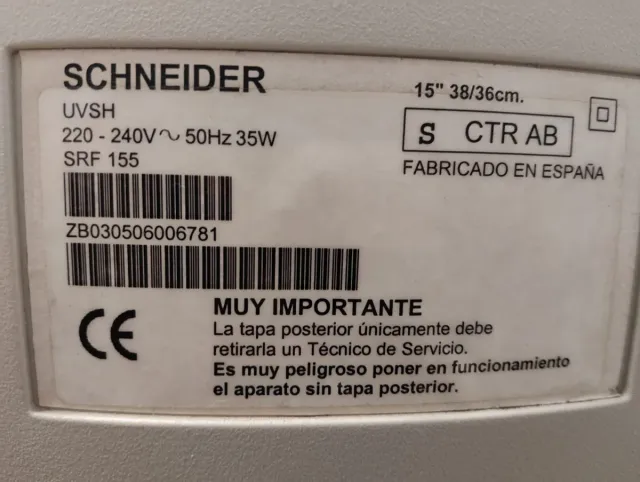 SCHNEIDER
15" 38/36cm.
UVSH
220 - 240V~ 50Hz 35W
S CTR AB
SRF 155
FABRICADO EN ESPAÑA
ZB030506006781
CE
MUY IMPORTANTE
La tapa posterior únicamente debe
retirarla un Técnico de Servicio.
Es muy peligroso poner en funcionamiento
el aparato sin tapa posterior.